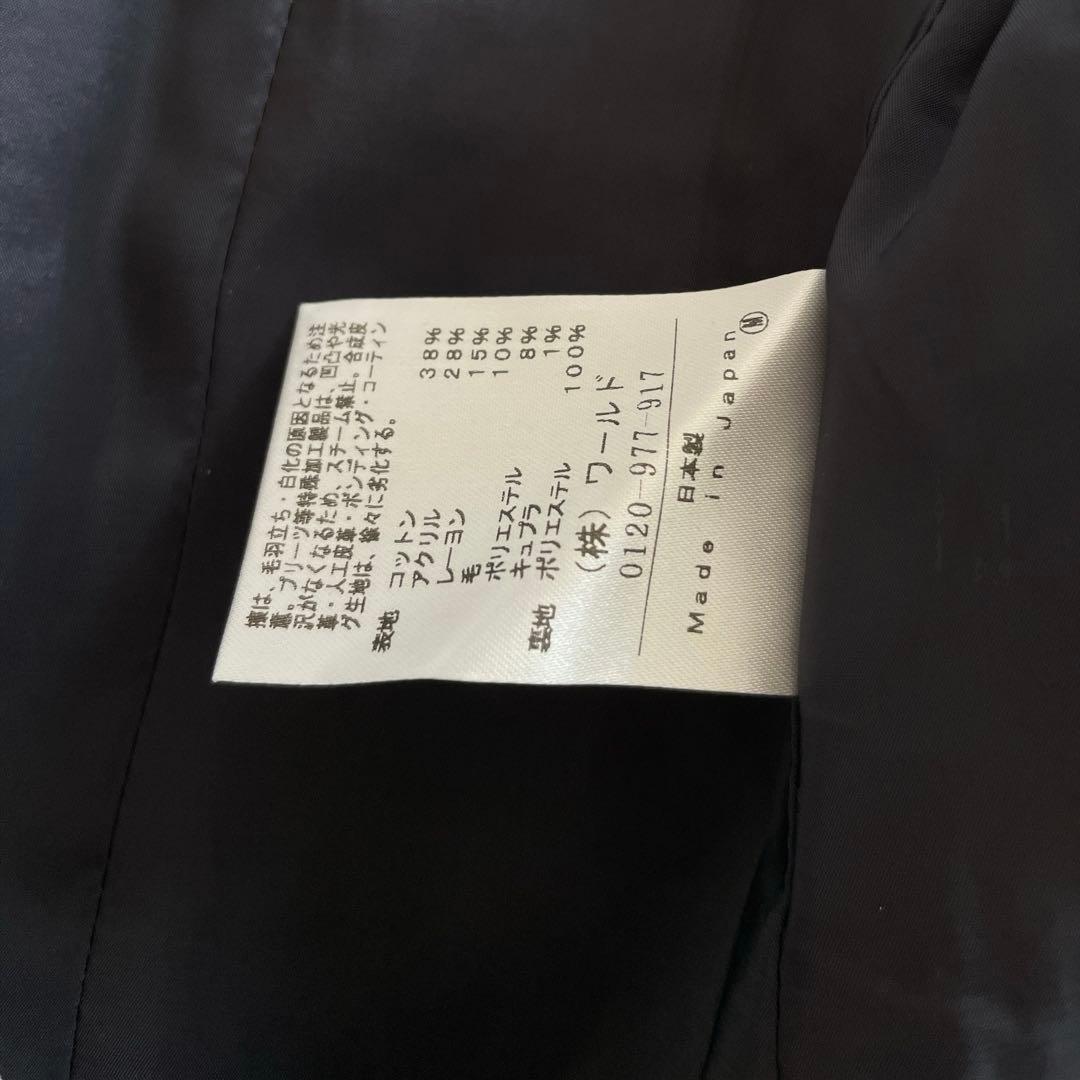 擦は、毛羽立ち・白化の原因となるため注
意。プリーツ等特殊加工製品は、凹凸や光
沢がなくなるため、スチーム禁止。合成皮
革・人工皮革・ボンディング・コーティン
グ生地は、徐々に劣化する。
表地 コットン 38%
アクリル 28%
レーヨン 15%
毛 10%
ポリエステル 8%
キュプラ 1%
裏地 ポリエステル 100%
(株)ワールド
0120-977-917
日本製
Made in Japan Ⓜ